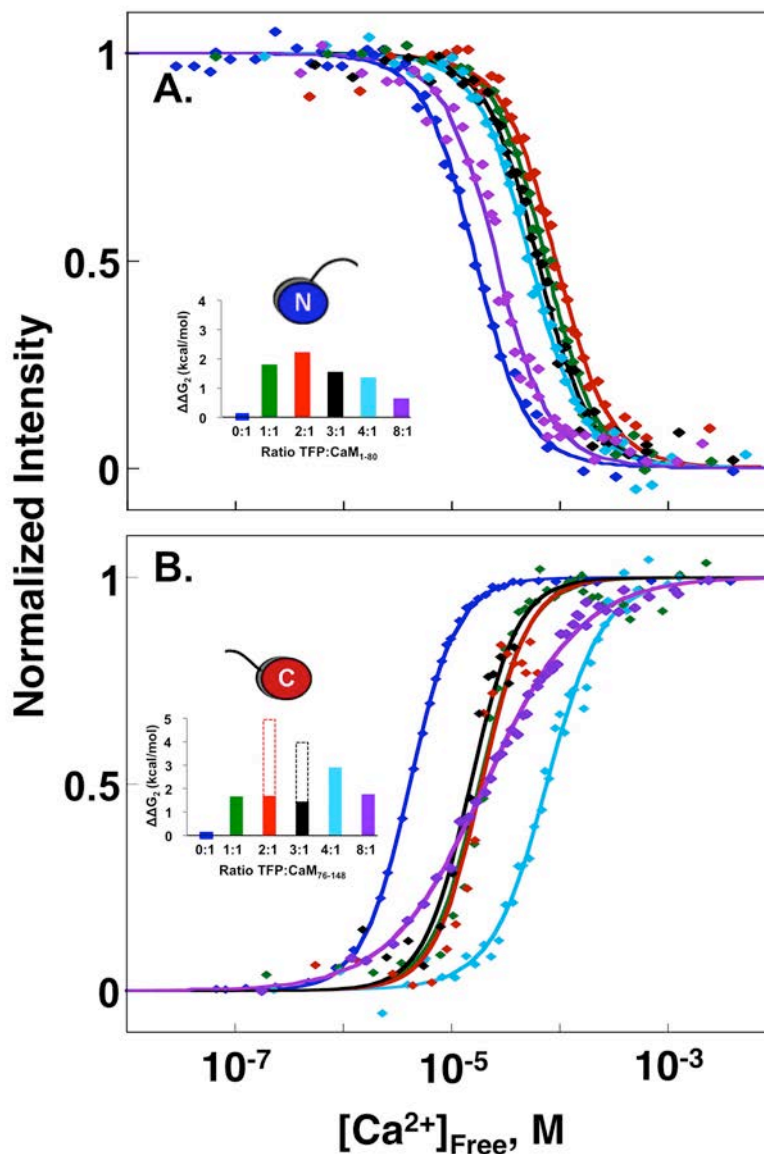 A.
1
0.5
0
N
ΔΔG₂ (kcal/mol)
4
3
2
1
0
0:1 1:1 2:1 3:1 4:1 8:1
Ratio TFP:CaM₁₋₈₀
Normalized Intensity
B.
1
0.5
0
C
ΔΔG₂ (kcal/mol)
5
4
3
2
1
0
0:1 1:1 2:1 3:1 4:1 8:1
Ratio TFP:CaM₇₆₋₁₄₈
10⁻⁷ 10⁻⁵ 10⁻³
[Ca²⁺]Free, M